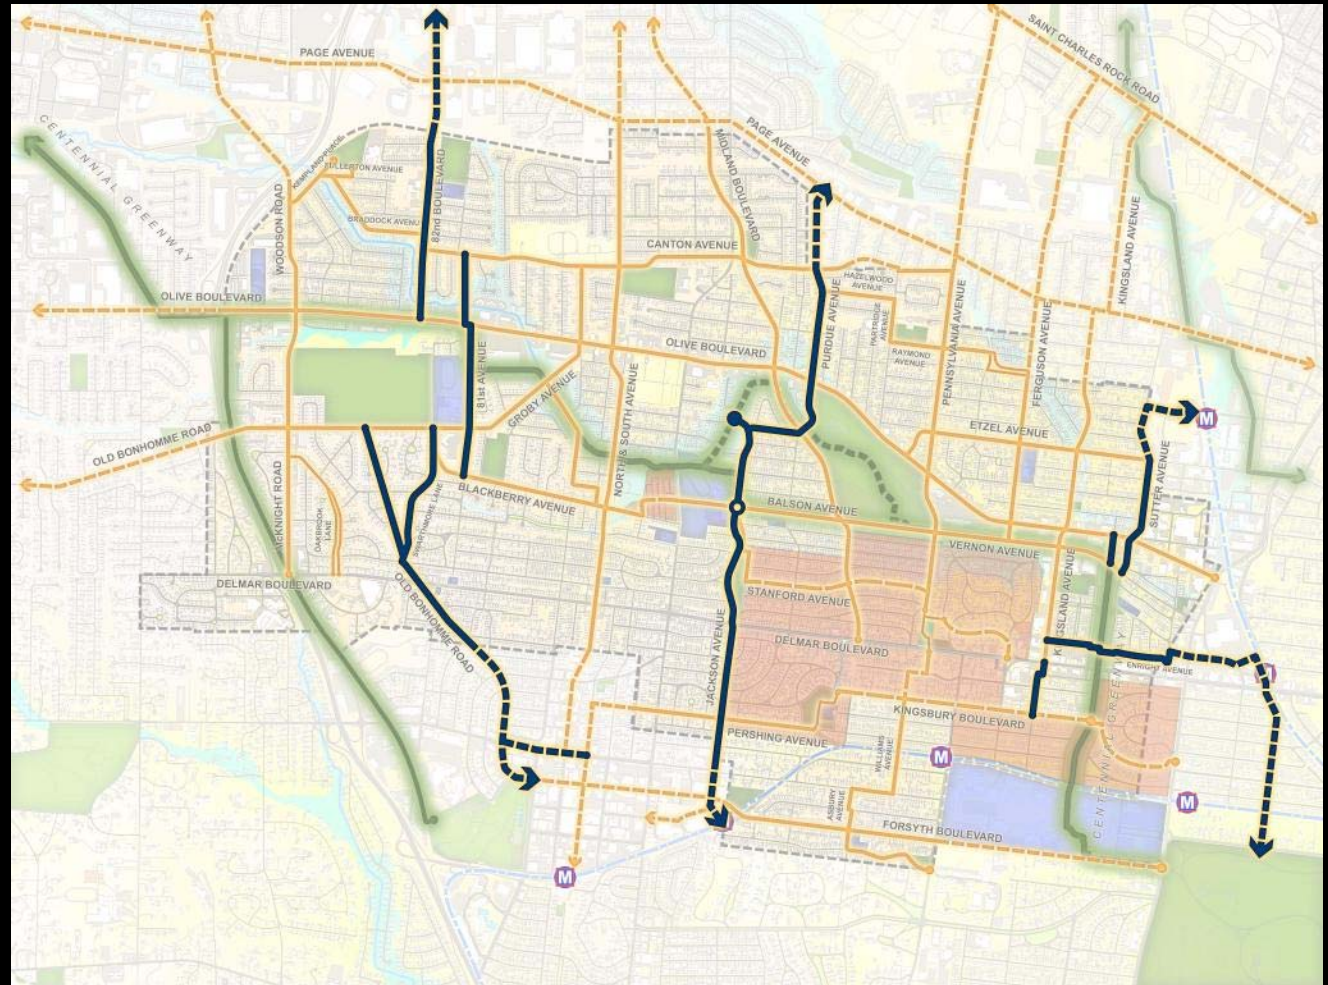 SAINT CHARLES ROCK ROAD
PAGE AVENUE
CENTENNIAL GREENWAY
PAGE AVENUE
MIDLAND BOULEVARD
KEMPLAND PLACE
FULLERTON AVENUE
82nd BOULEVARD
WOODSON ROAD
BRADDOCK AVENUE
CANTON AVENUE
KINGSLAND AVENUE
HAZELWOOD
AVENUE
OLIVE BOULEVARD
PURDUE AVENUE
PARTRIDGE
AVENUE
PENNSYLVANIA AVENUE
FERGUSON AVENUE
OLIVE BOULEVARD
RAYMOND
AVENUE
81st AVENUE
GROBY AVENUE
NORTH & SOUTH AVENUE
M
OLD BONHOMME ROAD
ETZEL AVENUE
McKNIGHT ROAD
OAKBROOK
LANE
SWARTHMORE LANE
BLACKBERRY AVENUE
BALSON AVENUE
SUTTER AVENUE
VERNON AVENUE
DELMAR BOULEVARD
OLD BONHOMME ROAD
STANFORD AVENUE
KINGSLAND AVENUE
DELMAR BOULEVARD
JACKSON AVENUE
ENRIGHT AVENUE
CENTENNIAL GREENWAY
KINGSBURY BOULEVARD
PERSHING AVENUE
WILLIAMS
AVENUE
M
M
ASBURY
AVENUE
FORSYTH BOULEVARD
M